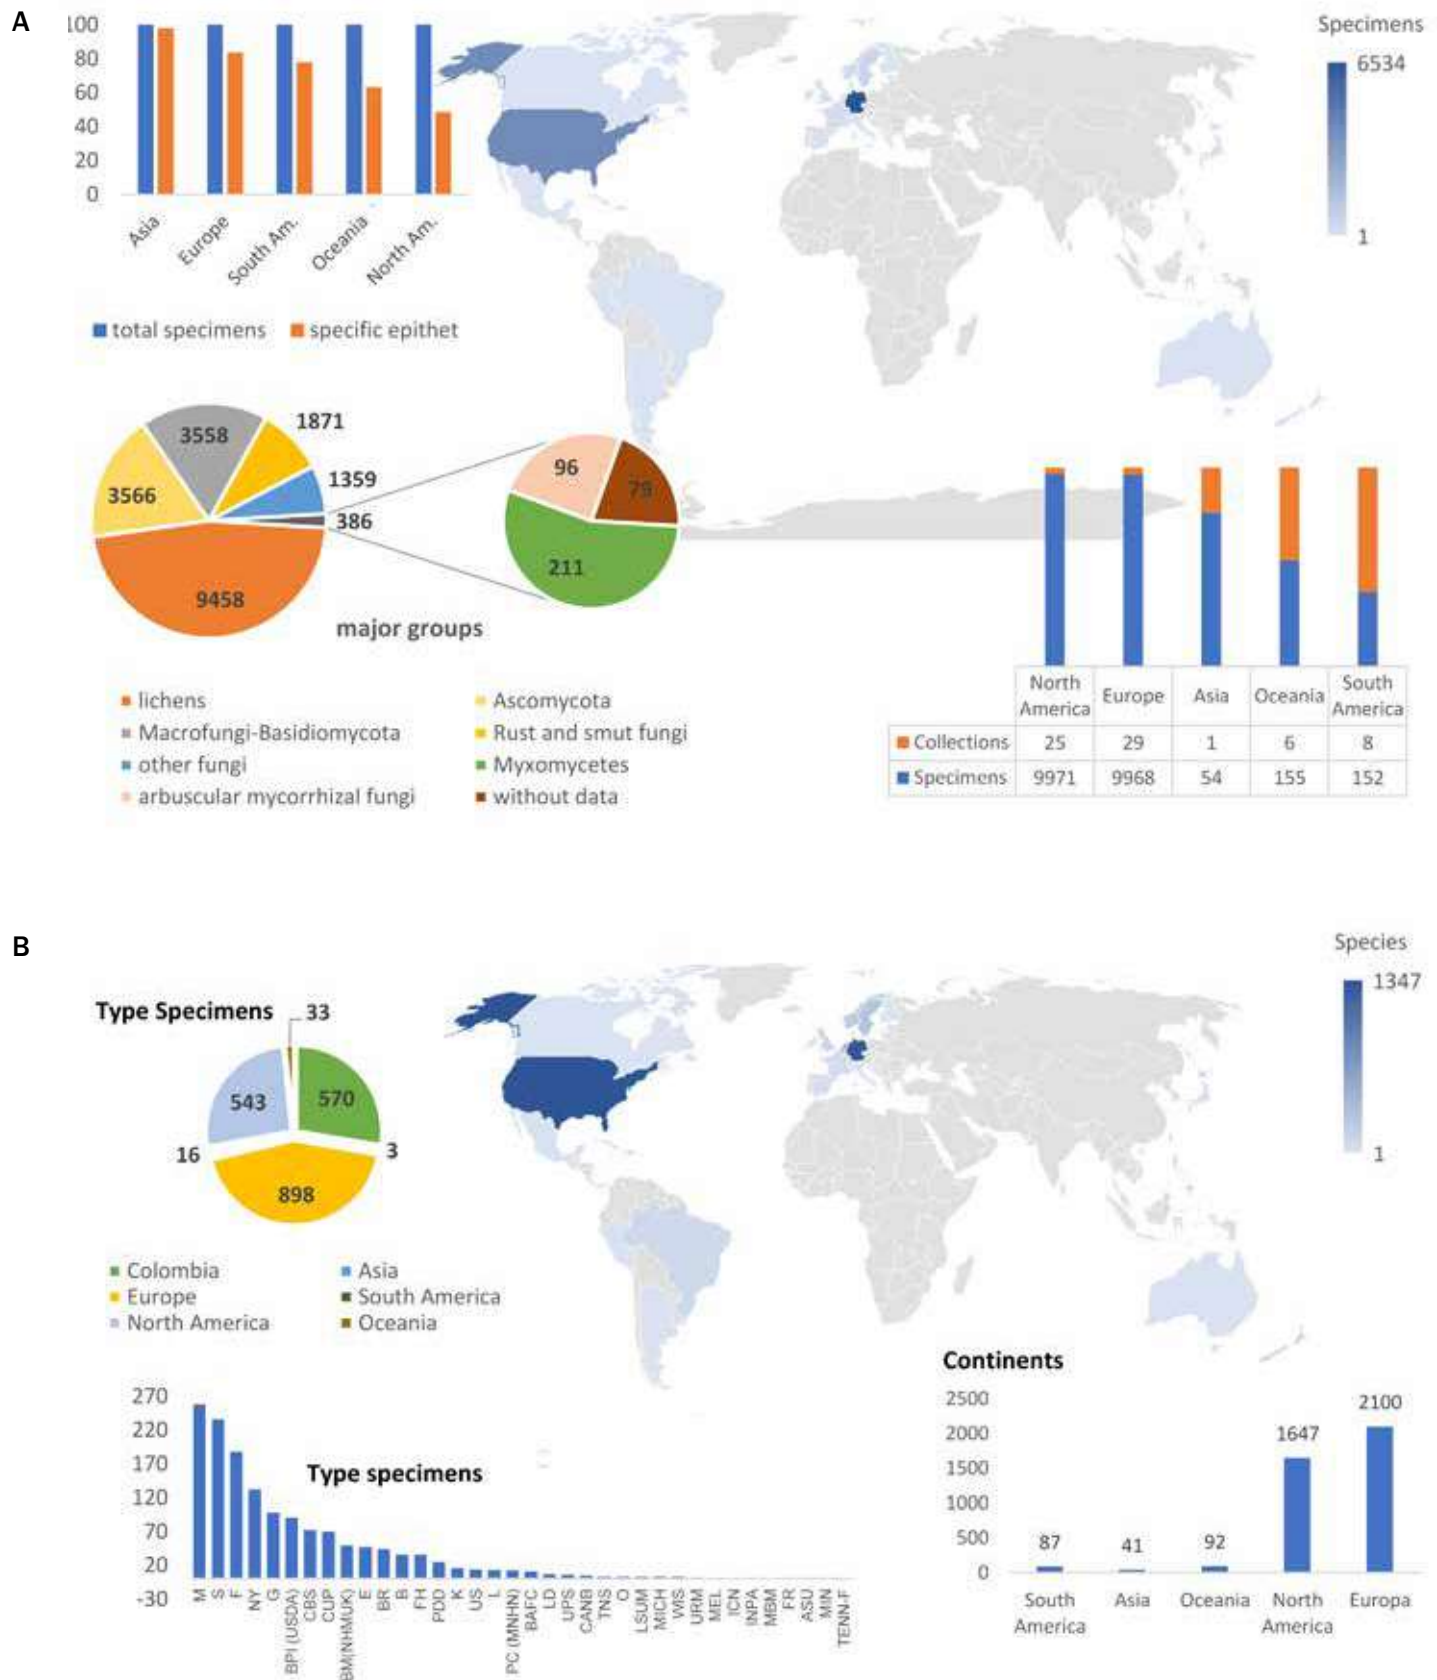 A
100
80
60
40
20
0
Asia
Europe
South Am.
Oceania
North Am.
total specimens
specific epithet
Specimens
6534
1
3558
1871
1359
386
3566
9458
96
79
211
major groups
lichens
Ascomycota
Macrofungi-Basidiomycota
Rust and smut fungi
other fungi
Myxomycetes
arbuscular mycorrhizal fungi
without data
North America Europe Asia Oceania South America
Collections 25 29 1 6 8
Specimens 9971 9968 54 155 152
B
Species
1347
1
Type Specimens
33
543
570
16
3
898
Colombia
Asia
Europe
South America
North America
Oceania
270
220
170
120
70
20
-30
Type specimens
M
S
F
NY
G
BPI (USDA)
CBS
CUP
BM(NHMUK)
E
BR
B
FH
PDD
K
US
L
PC (MNHN)
BAFC
LD
UPS
CANB
TNS
O
LSUM
MICH
WIS
URM
MEL
ICN
INPA
MBM
FR
ASU
MIN
TENN-F
Continents
2500
2000
1500
1000
500
0
87
41
92
1647
2100
South America
Asia
Oceania
North America
Europa